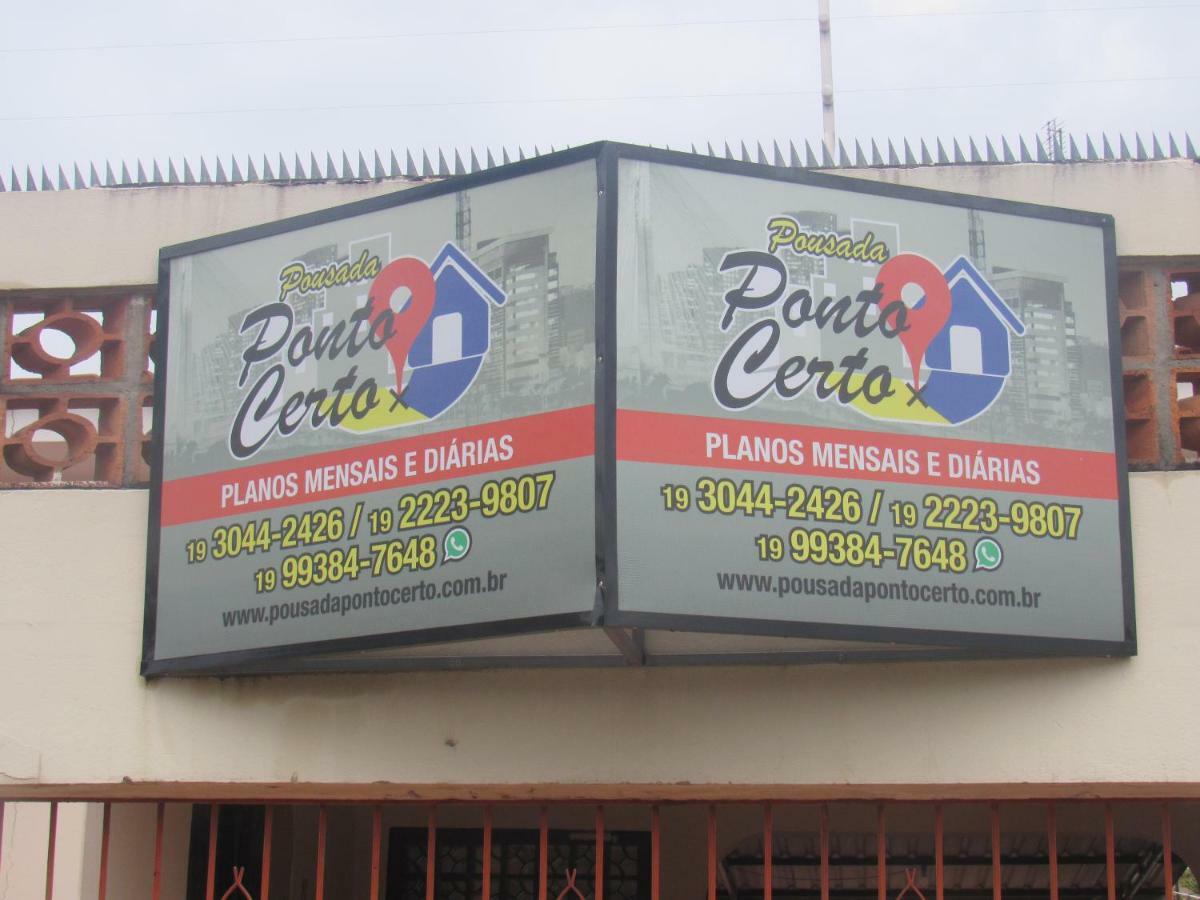 Pousada
Ponto
Certo
PLANOS MENSAIS E DIÁRIAS
19 3044-2426 / 19 2223-9807
19 99384-7648
www.pousadapontocerto.com.br
Pousada
Ponto
Certo
PLANOS MENSAIS E DIÁRIAS
19 3044-2426 / 19 2223-9807
19 99384-7648
www.pousadapontocerto.com.br